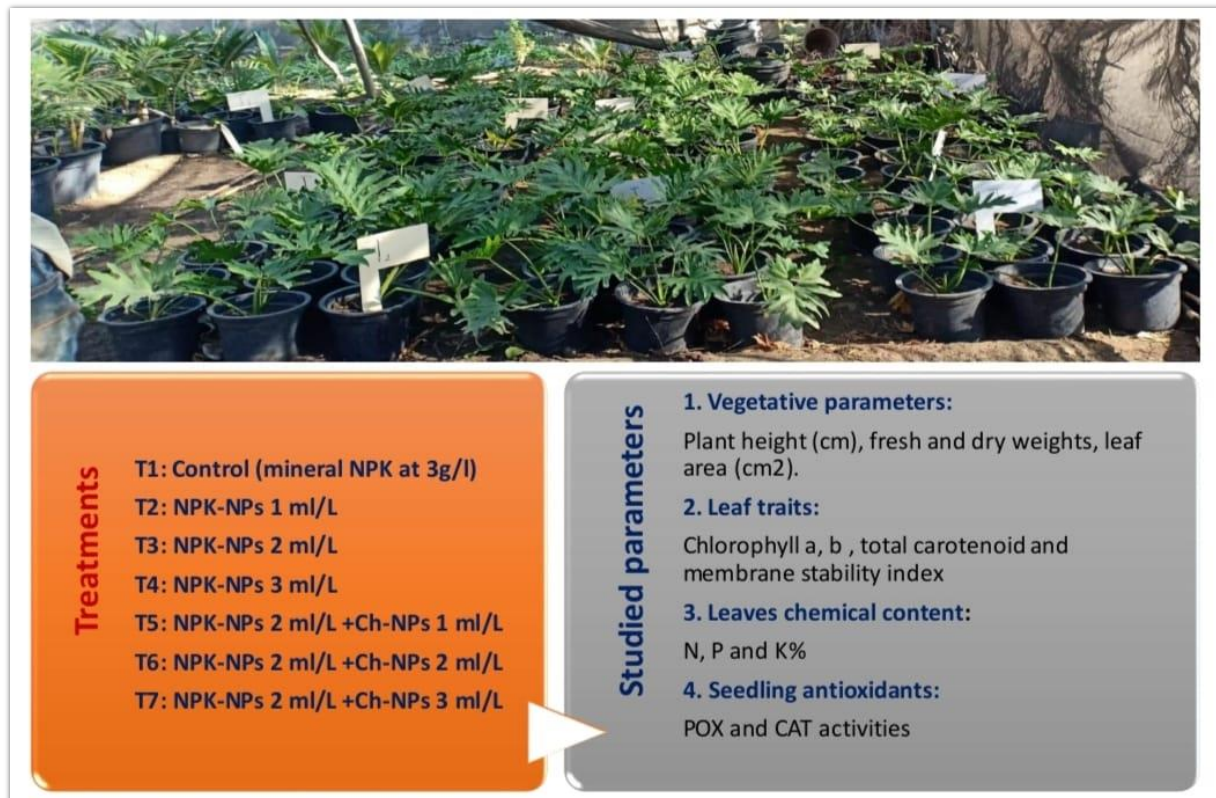 Treatments
T1: Control (mineral NPK at 3g/l)
T2: NPK-NPs 1 ml/L
T3: NPK-NPs 2 ml/L
T4: NPK-NPs 3 ml/L
T5: NPK-NPs 2 ml/L +Ch-NPs 1 ml/L
T6: NPK-NPs 2 ml/L +Ch-NPs 2 ml/L
T7: NPK-NPs 2 ml/L +Ch-NPs 3 ml/L
Studied parameters
1. Vegetative parameters:
Plant height (cm), fresh and dry weights, leaf
area (cm2).
2. Leaf traits:
Chlorophyll a, b , total carotenoid and
membrane stability index
3. Leaves chemical content:
N, P and K%
4. Seedling antioxidants:
POX and CAT activities